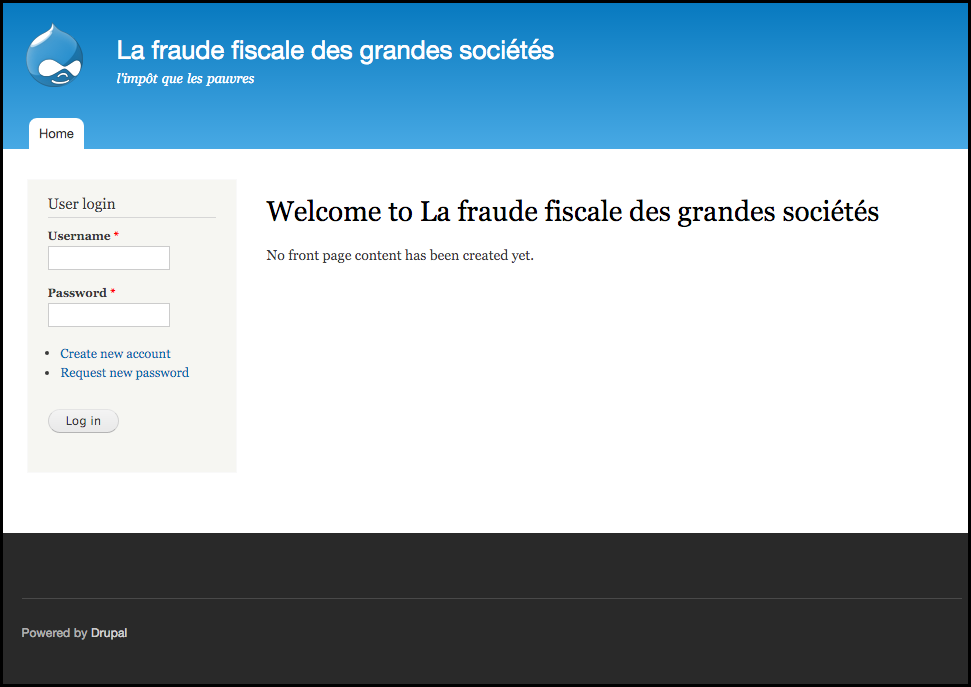 La fraude fiscale des grandes sociétés
l'impôt que les pauvres
Home
User login
Username *
Password *
Create new account
Request new password
Log in
Welcome to La fraude fiscale des grandes sociétés
No front page content has been created yet.
Powered by Drupal